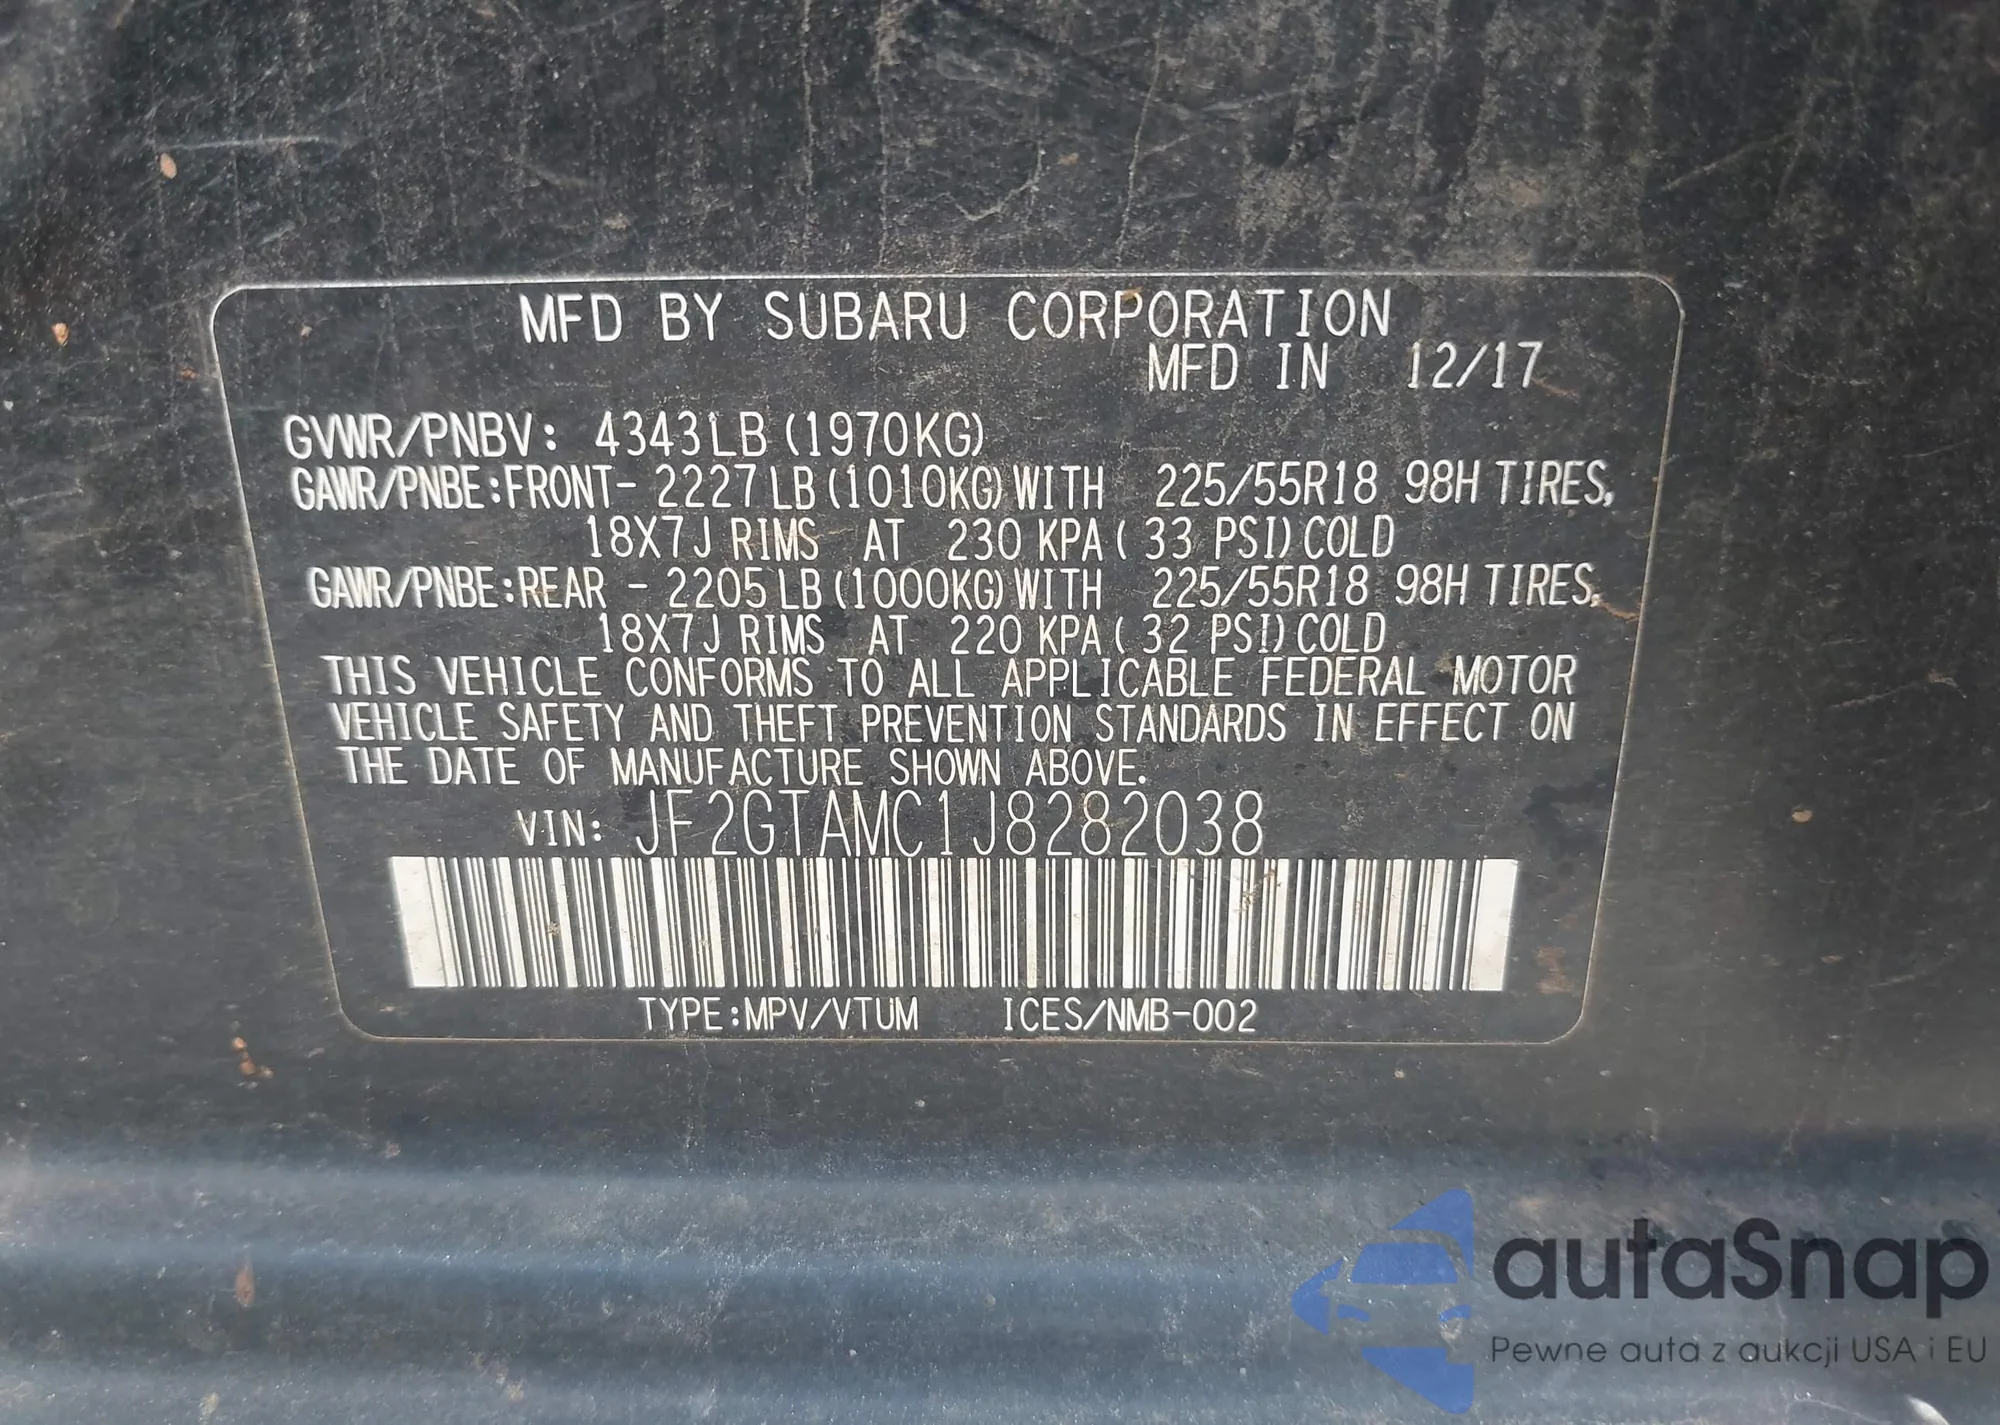 MFD BY SUBARU CORPORATION
MFD IN 12/17
GVWR/PNBV: 4343LB(1970KG)
GAWR/PNBE:FRONT- 2227LB(1010KG)WITH 225/55R18 98H TIRES,
18X7J RIMS AT 230 KPA( 33 PSI)COLD
GAWR/PNBE:REAR - 2205LB(1000KG)WITH 225/55R18 98H TIRES,
18X7J RIMS AT 220 KPA( 32 PSI)COLD
THIS VEHICLE CONFORMS TO ALL APPLICABLE FEDERAL MOTOR
VEHICLE SAFETY AND THEFT PREVENTION STANDARDS IN EFFECT ON
THE DATE OF MANUFACTURE SHOWN ABOVE.
VIN: JF2GTAMC1J8282038
TYPE:MPV/VTUM ICES/NMB-002
autaSnap
Pewne auta z aukcji USA i EU